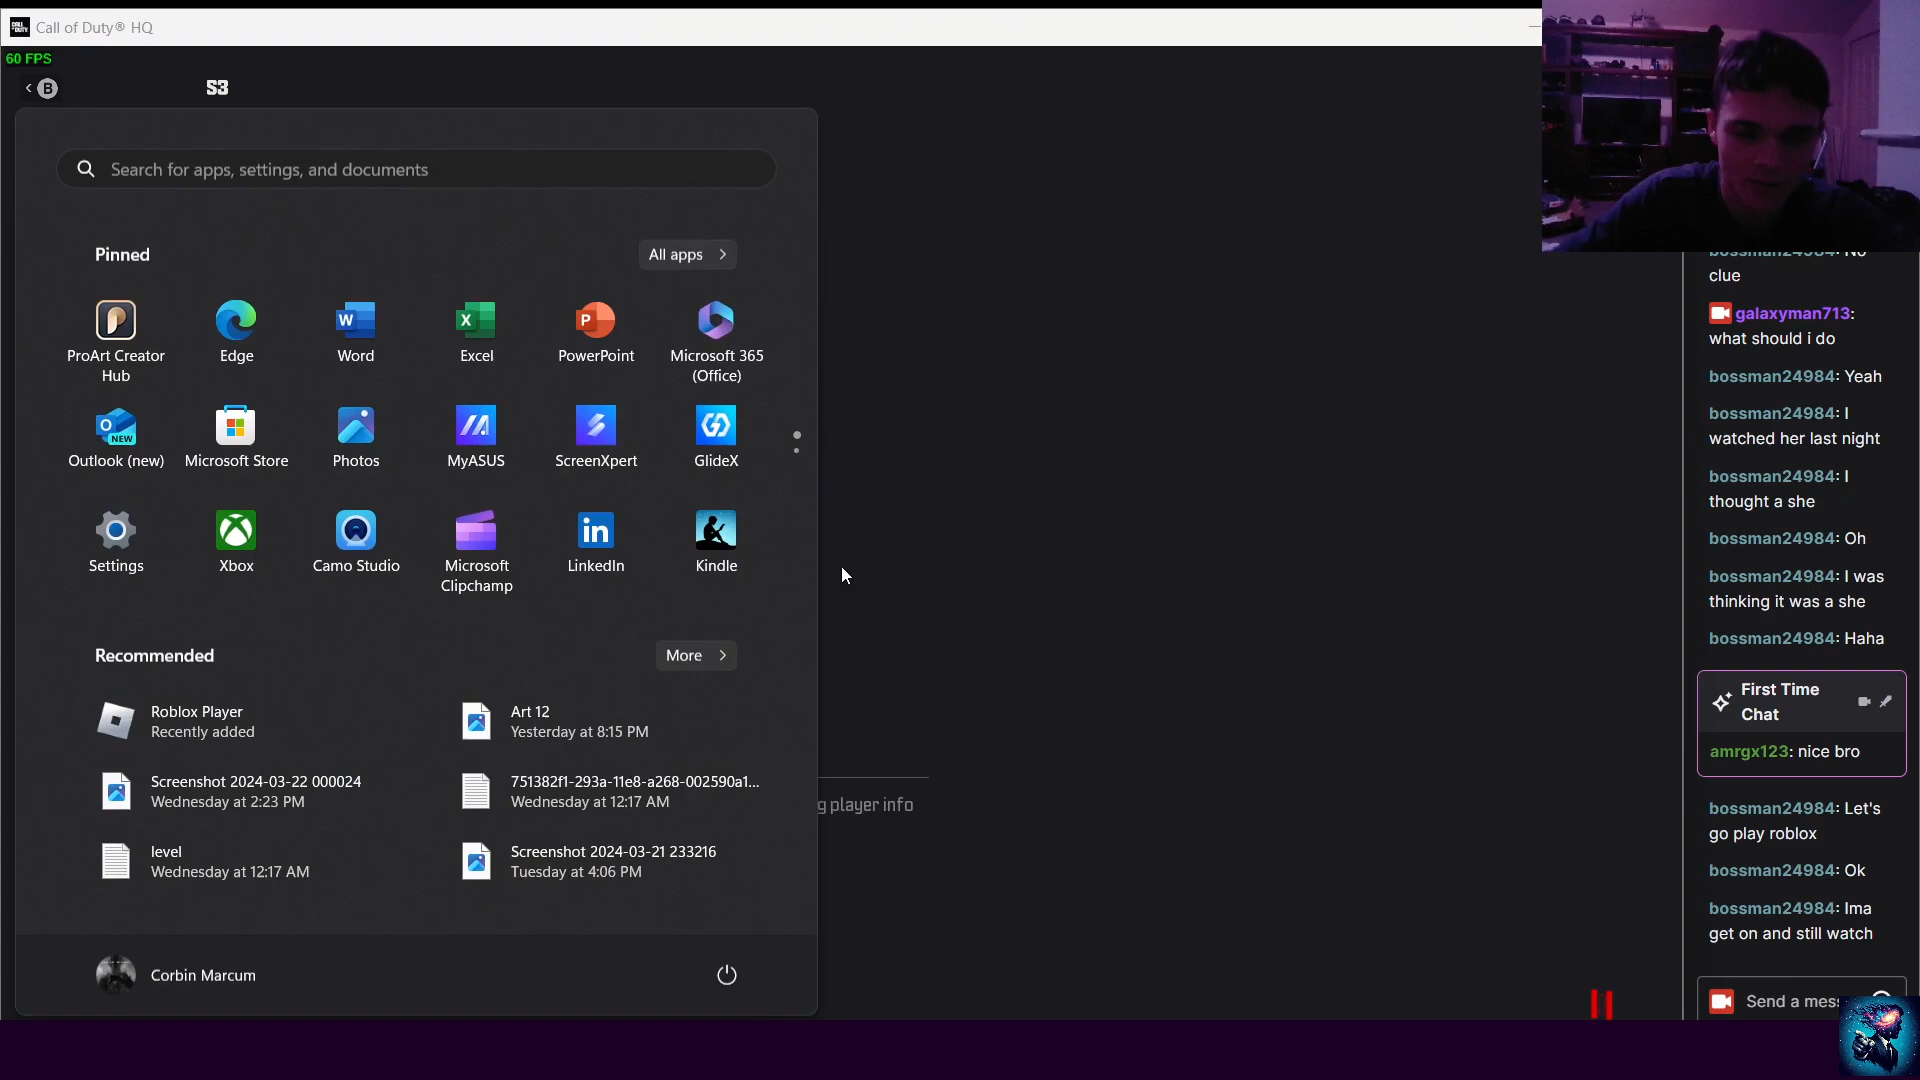 Call of Duty® HQ
60 FPS
B
S3
Search for apps, settings, and documents
Pinned
All apps
ProArt Creator
Hub
Edge
Word
Excel
PowerPoint
Microsoft 365
(Office)
Outlook (new)
Microsoft Store
Photos
MyASUS
ScreenXpert
GlideX
Settings
Xbox
Camo Studio
Microsoft
Clipchamp
LinkedIn
Kindle
Recommended
More
Roblox Player
Recently added
Art 12
Yesterday at 8:15 PM
Screenshot 2024-03-22 000024
Wednesday at 2:23 PM
751382f1-293a-11e8-a268-002590a1...
Wednesday at 12:17 AM
level
Wednesday at 12:17 AM
Screenshot 2024-03-21 233216
Tuesday at 4:06 PM
Corbin Marcum
g player info
bossman24984: No
clue
galaxyman713:
what should i do
bossman24984: Yeah
bossman24984: I
watched her last night
bossman24984: I
thought a she
bossman24984: Oh
bossman24984: I was
thinking it was a she
bossman24984: Haha
First Time
Chat
amrgx123: nice bro
bossman24984: Let's
go play roblox
bossman24984: Ok
bossman24984: Ima
get on and still watch
Send a mess